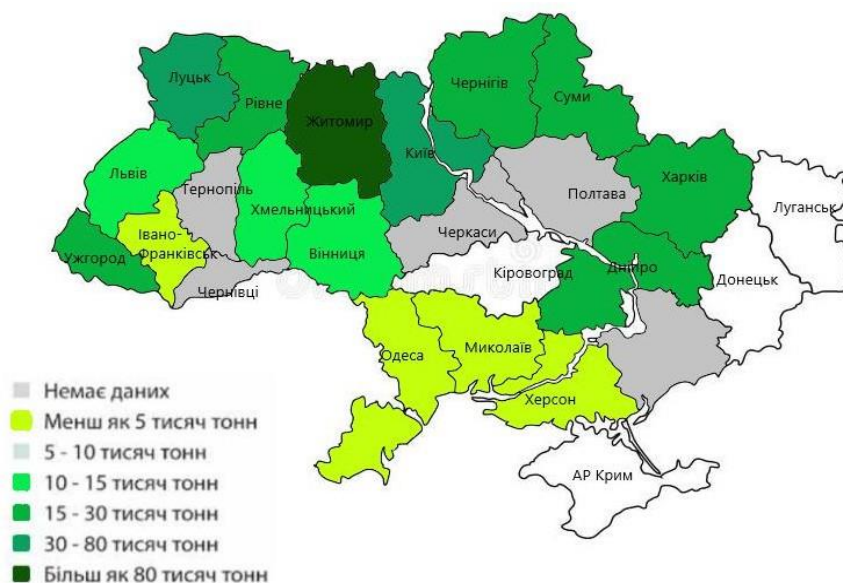 Луцьк
Рівне
Житомир
Київ
Чернігів
Суми
Львів
Тернопіль
Хмельницький
Вінниця
Івано-
Франківськ
Ужгород
Чернівці
Черкаси
Полтава
Харків
Луганськ
Кіровоград
Дніпро
Донецьк
Одеса
Миколаїв
Херсон
АР Крим
Немає даних
Менш як 5 тисяч тонн
5 - 10 тисяч тонн
10 - 15 тисяч тонн
15 - 30 тисяч тонн
30 - 80 тисяч тонн
Більш як 80 тисяч тонн